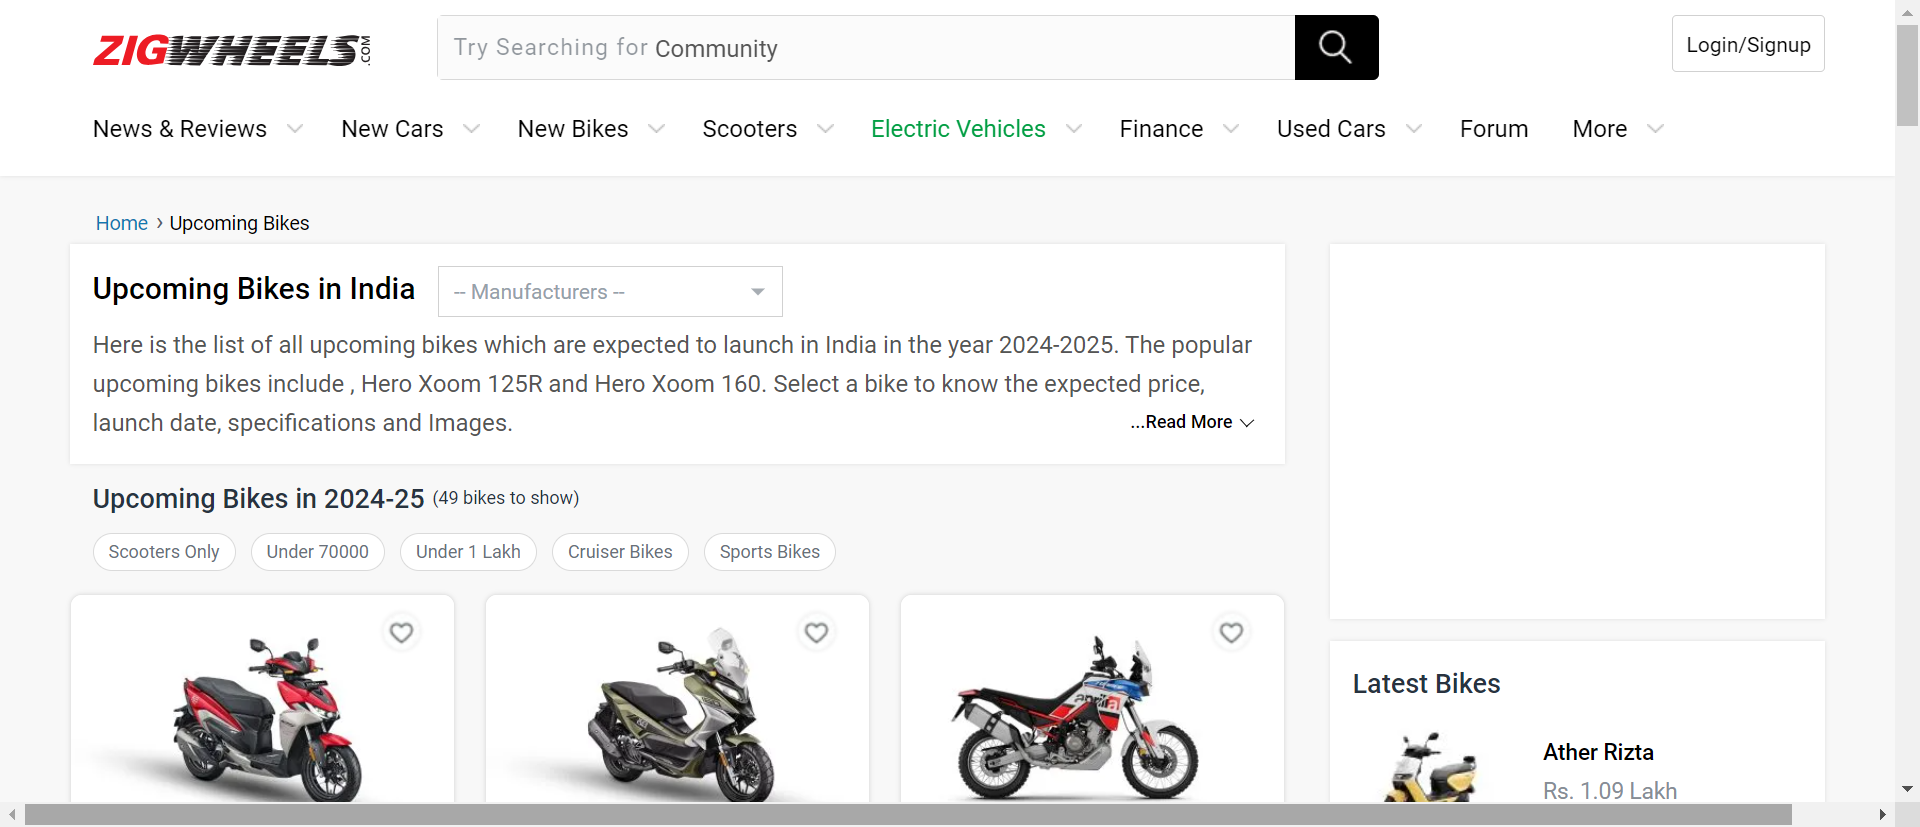 ZIGWHEELS.COM
Try Searching for Community
Login/Signup
News & Reviews
New Cars
New Bikes
Scooters
Electric Vehicles
Finance
Used Cars
Forum
More
Home › Upcoming Bikes
Upcoming Bikes in India
-- Manufacturers --
Here is the list of all upcoming bikes which are expected to launch in India in the year 2024-2025. The popular
upcoming bikes include , Hero Xoom 125R and Hero Xoom 160. Select a bike to know the expected price,
launch date, specifications and Images.
...Read More
Upcoming Bikes in 2024-25 (49 bikes to show)
Scooters Only
Under 70000
Under 1 Lakh
Cruiser Bikes
Sports Bikes
aprilia
Latest Bikes
Ather Rizta
Rs. 1.09 Lakh